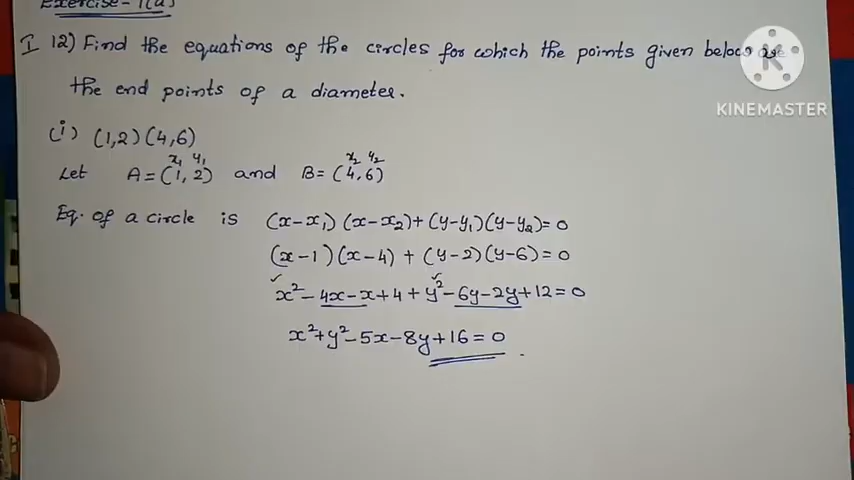 Exercise - 1(a)
I 12) Find the equations of the circles for which the points given below are
the end points of a diameter.
KINEMASTER
(i) (1,2) (4,6)
x₁ y₁ x₂ y₂
Let A = (1, 2) and B = (4,6)
Eq. of a circle is (x-x₁) (x-x₂) + (y-y₁) (y-y₂) = 0
(x-1) (x-4) + (y-2) (y-6) = 0
x² - 4x - x + 4 + y² - 6y - 2y + 12 = 0
x² + y² - 5x - 8y + 16 = 0